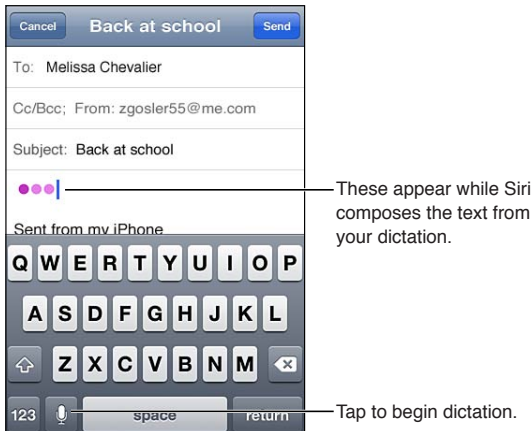 Cancel Back at school Send
To: Melissa Chevalier
Cc/Bcc; From: zgosler55@me.com
Subject: Back at school
These appear while Siri
composes the text from
your dictation.
Sent from my iPhone
Q W E R T Y U I O P
A S D F G H J K L
Z X C V B N M
123 space return
Tap to begin dictation.